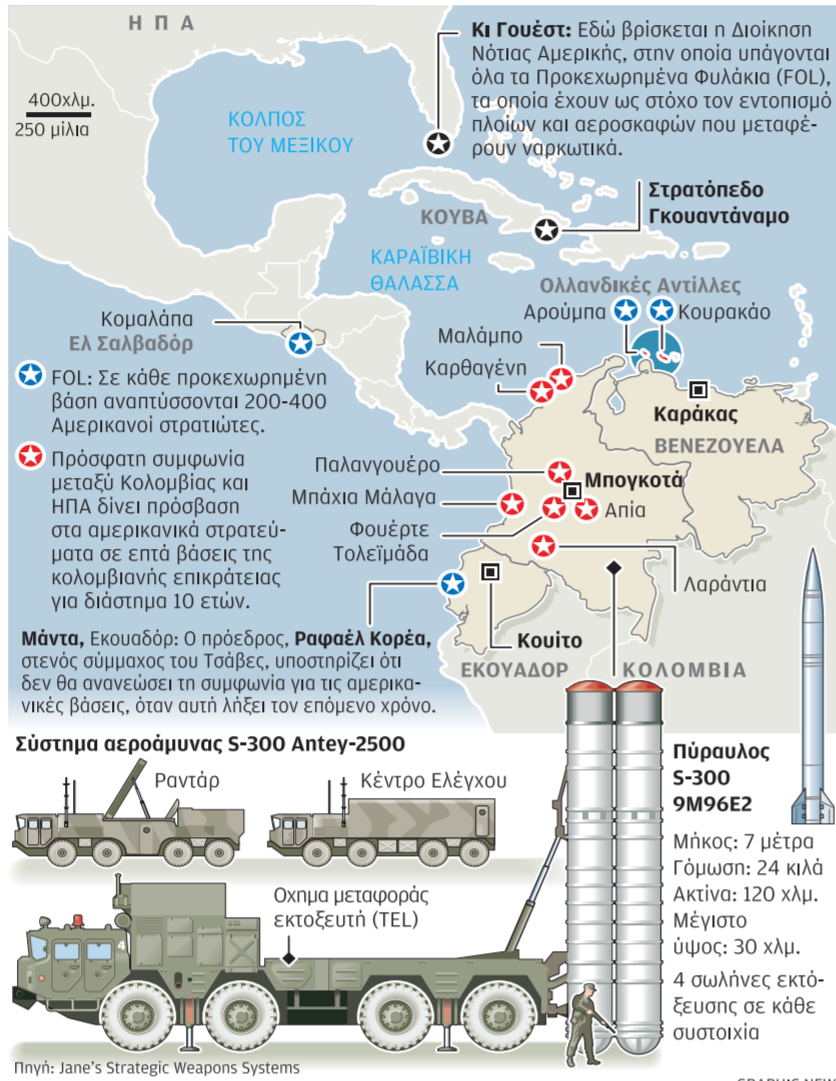 Η Π Α
Κι Γουέστ: Εδώ βρίσκεται η Διοίκηση
Νότιας Αμερικής, στην οποία υπάγονται
όλα τα Προκεχωρημένα Φυλάκια (FOL),
τα οποία έχουν ως στόχο τον εντοπισμό
πλοίων και αεροσκαφών που μεταφέ-
ρουν ναρκωτικά.
400χλμ.
250 μίλια
ΚΟΛΠΟΣ
ΤΟΥ ΜΕΞΙΚΟΥ
Στρατόπεδο
Γκουαντάναμο
ΚΟΥΒΑ
ΚΑΡΑΪΒΙΚΗ
ΘΑΛΑΣΣΑ
Ολλανδικές Αντίλλες
Αρούμπα
Κουρακάο
Κομαλάπα
Ελ Σαλβαδόρ
Μαλάμπο
Καρθαγένη
FOL: Σε κάθε προκεχωρημένη
βάση αναπτύσσονται 200-400
Αμερικανοί στρατιώτες.
Καράκας
ΒΕΝΕΖΟΥΕΛΑ
Πρόσφατη συμφωνία
μεταξύ Κολομβίας και
ΗΠΑ δίνει πρόσβαση
στα αμερικανικά στρατεύ-
ματα σε επτά βάσεις της
κολομβιανής επικράτειας
για διάστημα 10 ετών.
Παλανγουέρο
Μπογκοτά
Μπάχια Μάλαγα
Απία
Φουέρτε
Τολεϊμάδα
Λαράντια
Μάντα, Εκουαδόρ: Ο πρόεδρος, Ραφαέλ Κορέα,
στενός σύμμαχος του Τσάβες, υποστηρίζει ότι
δεν θα ανανεώσει τη συμφωνία για τις αμερικα-
νικές βάσεις, όταν αυτή λήξει τον επόμενο χρόνο.
Κουίτο
ΕΚΟΥΑΔΟΡ
ΚΟΛΟΜΒΙΑ
Σύστημα αεροάμυνας S-300 Antey-2500
Ραντάρ
Κέντρο Ελέγχου
Οχημα μεταφοράς
εκτοξευτή (TEL)
4
Πύραυλος
S-300
9M96E2
Μήκος: 7 μέτρα
Γόμωση: 24 κιλά
Ακτίνα: 120 χλμ.
Μέγιστο
ύψος: 30 χλμ.
4 σωλήνες εκτό-
ξευσης σε κάθε
συστοιχία
Πηγή: Jane's Strategic Weapons Systems
GRAPHIC NEW